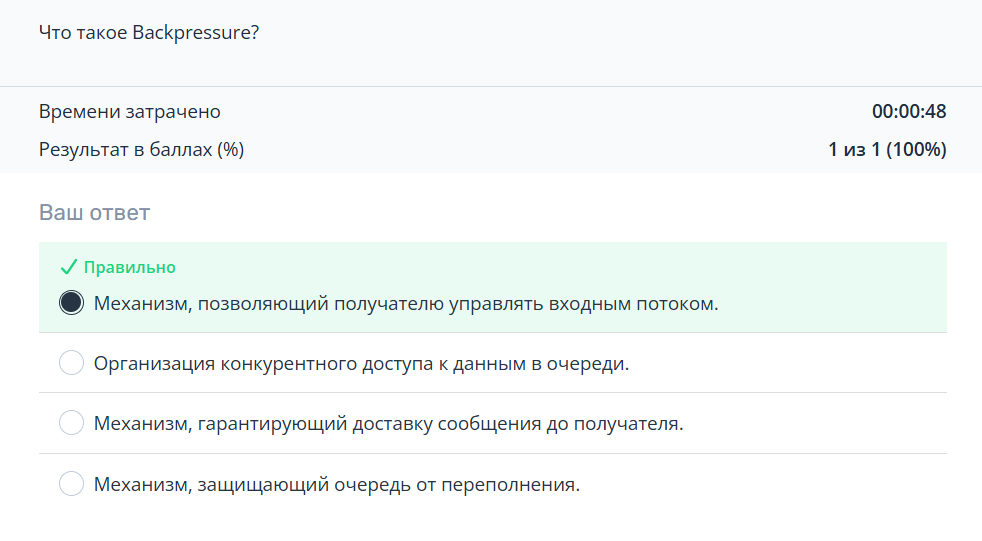 Что такое Backpressure?
Времени затрачено 00:00:48
Результат в баллах (%) 1 из 1 (100%)
Ваш ответ
Правильно
Механизм, позволяющий получателю управлять входным потоком.
Организация конкурентного доступа к данным в очереди.
Механизм, гарантирующий доставку сообщения до получателя.
Механизм, защищающий очередь от переполнения.